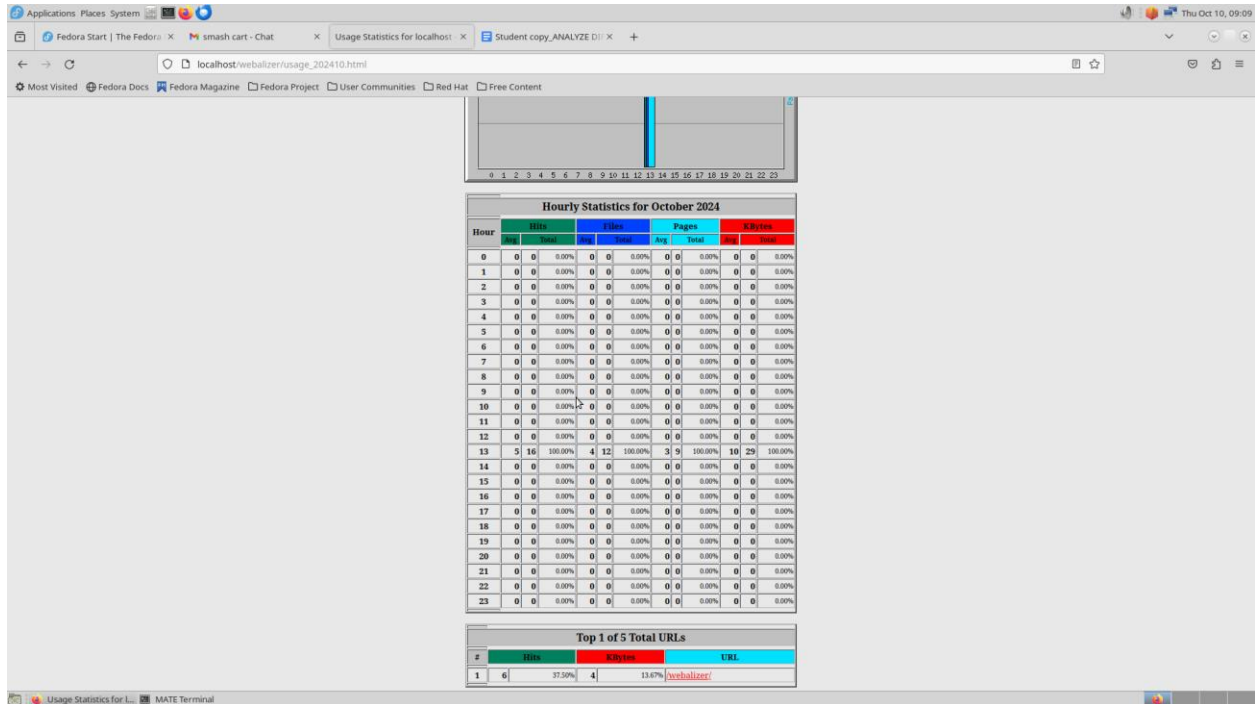 Applications Places System Thu Oct 10, 09:09
Fedora Start | The Fedora × smash cart - Chat × Usage Statistics for localhost - × Student copy_ANALYZE DI × +
localhost/webalizer/usage_202410.html
Most Visited Fedora Docs Fedora Magazine Fedora Project User Communities Red Hat Free Content
0 1 2 3 4 5 6 7 8 9 10 11 12 13 14 15 16 17 18 19 20 21 22 23
Hourly Statistics for October 2024
Hour Hits Files Pages KBytes
Avg Total Avg Total Avg Total Avg Total
0 0 0 0.00% 0 0 0.00% 0 0 0.00% 0 0 0.00%
1 0 0 0.00% 0 0 0.00% 0 0 0.00% 0 0 0.00%
2 0 0 0.00% 0 0 0.00% 0 0 0.00% 0 0 0.00%
3 0 0 0.00% 0 0 0.00% 0 0 0.00% 0 0 0.00%
4 0 0 0.00% 0 0 0.00% 0 0 0.00% 0 0 0.00%
5 0 0 0.00% 0 0 0.00% 0 0 0.00% 0 0 0.00%
6 0 0 0.00% 0 0 0.00% 0 0 0.00% 0 0 0.00%
7 0 0 0.00% 0 0 0.00% 0 0 0.00% 0 0 0.00%
8 0 0 0.00% 0 0 0.00% 0 0 0.00% 0 0 0.00%
9 0 0 0.00% 0 0 0.00% 0 0 0.00% 0 0 0.00%
10 0 0 0.00% 0 0 0.00% 0 0 0.00% 0 0 0.00%
11 0 0 0.00% 0 0 0.00% 0 0 0.00% 0 0 0.00%
12 0 0 0.00% 0 0 0.00% 0 0 0.00% 0 0 0.00%
13 5 16 100.00% 4 12 100.00% 3 9 100.00% 10 29 100.00%
14 0 0 0.00% 0 0 0.00% 0 0 0.00% 0 0 0.00%
15 0 0 0.00% 0 0 0.00% 0 0 0.00% 0 0 0.00%
16 0 0 0.00% 0 0 0.00% 0 0 0.00% 0 0 0.00%
17 0 0 0.00% 0 0 0.00% 0 0 0.00% 0 0 0.00%
18 0 0 0.00% 0 0 0.00% 0 0 0.00% 0 0 0.00%
19 0 0 0.00% 0 0 0.00% 0 0 0.00% 0 0 0.00%
20 0 0 0.00% 0 0 0.00% 0 0 0.00% 0 0 0.00%
21 0 0 0.00% 0 0 0.00% 0 0 0.00% 0 0 0.00%
22 0 0 0.00% 0 0 0.00% 0 0 0.00% 0 0 0.00%
23 0 0 0.00% 0 0 0.00% 0 0 0.00% 0 0 0.00%
Top 1 of 5 Total URLs
# Hits KBytes URL
1 6 37.50% 4 13.67% /webalizer/
Usage Statistics for l... MATE Terminal